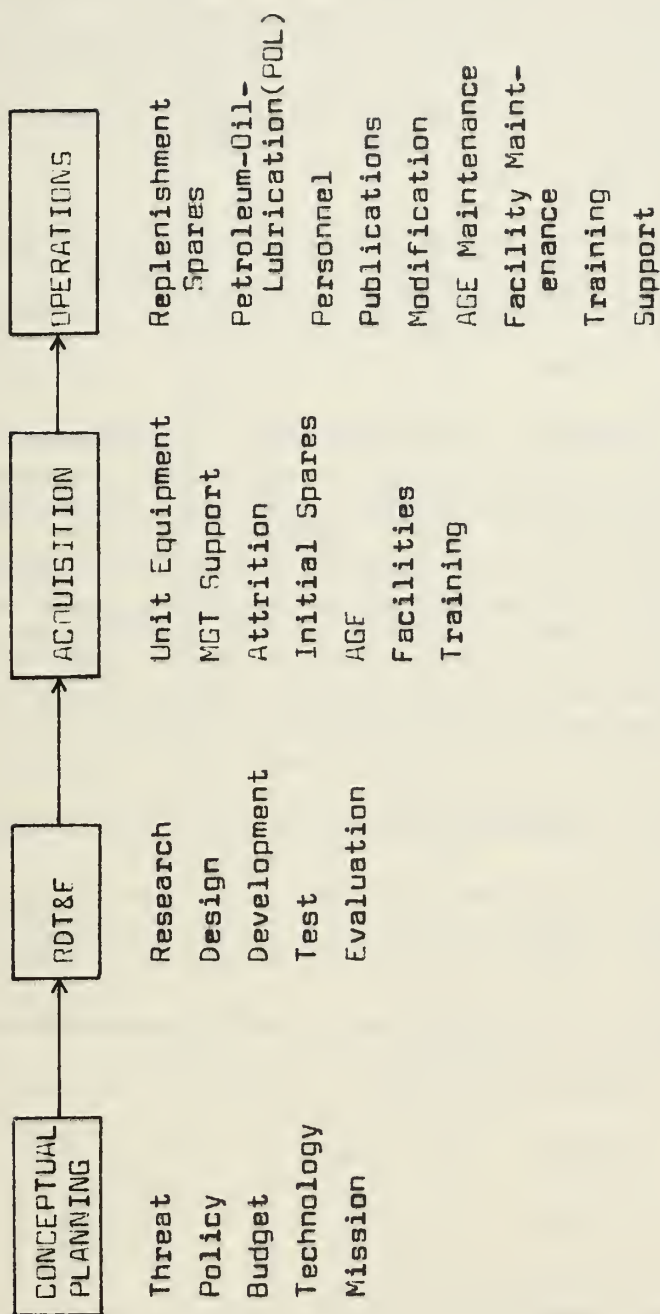 CONCEPTUAL
PLANNING
Threat
Policy
Budget
Technology
Mission
RDT&E
Research
Design
Development
Test
Evaluation
ACQUISITION
Unit Equipment
MGT Support
Attrition
Initial Spares
AGE
Facilities
Training
OPERATIONS
Replenishment
Spares
Petroleum-Oil-
Lubrication(POL)
Personnel
Publications
Modification
AGE Maintenance
Facility Maint-
enance
Training
Support